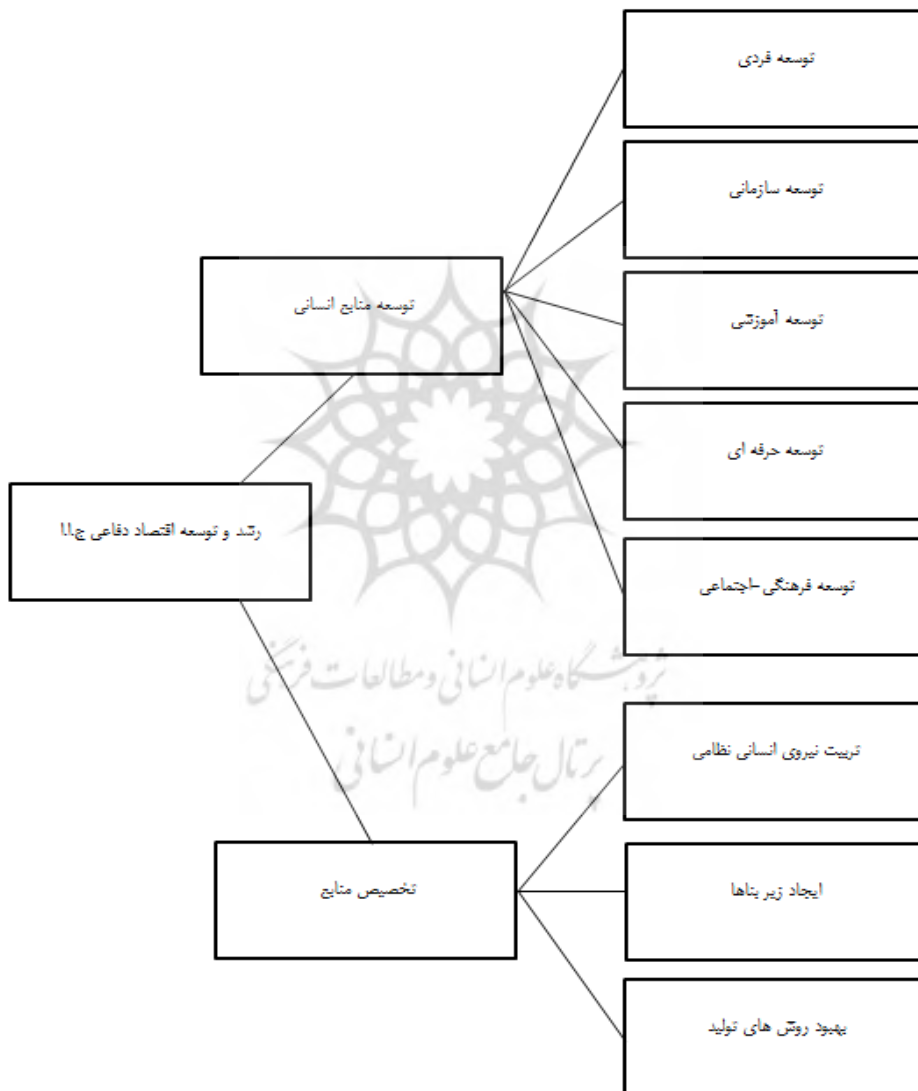 توسعه فردی
توسعه سازمانی
توسعه منابع انسانی
توسعه آموزشی
توسعه حرفه ای
رشد و توسعه اقتصاد دفاعی ج.ا.ا
توسعه فرهنگی-اجتماعی
پژوهشگاه علوم انسانی و مطالعات فرهنگی
پرتال جامع علوم انسانی
تربیت نیروی انسانی نظامی
تخصیص منابع
ایجاد زیر بناها
بهبود روش های تولید